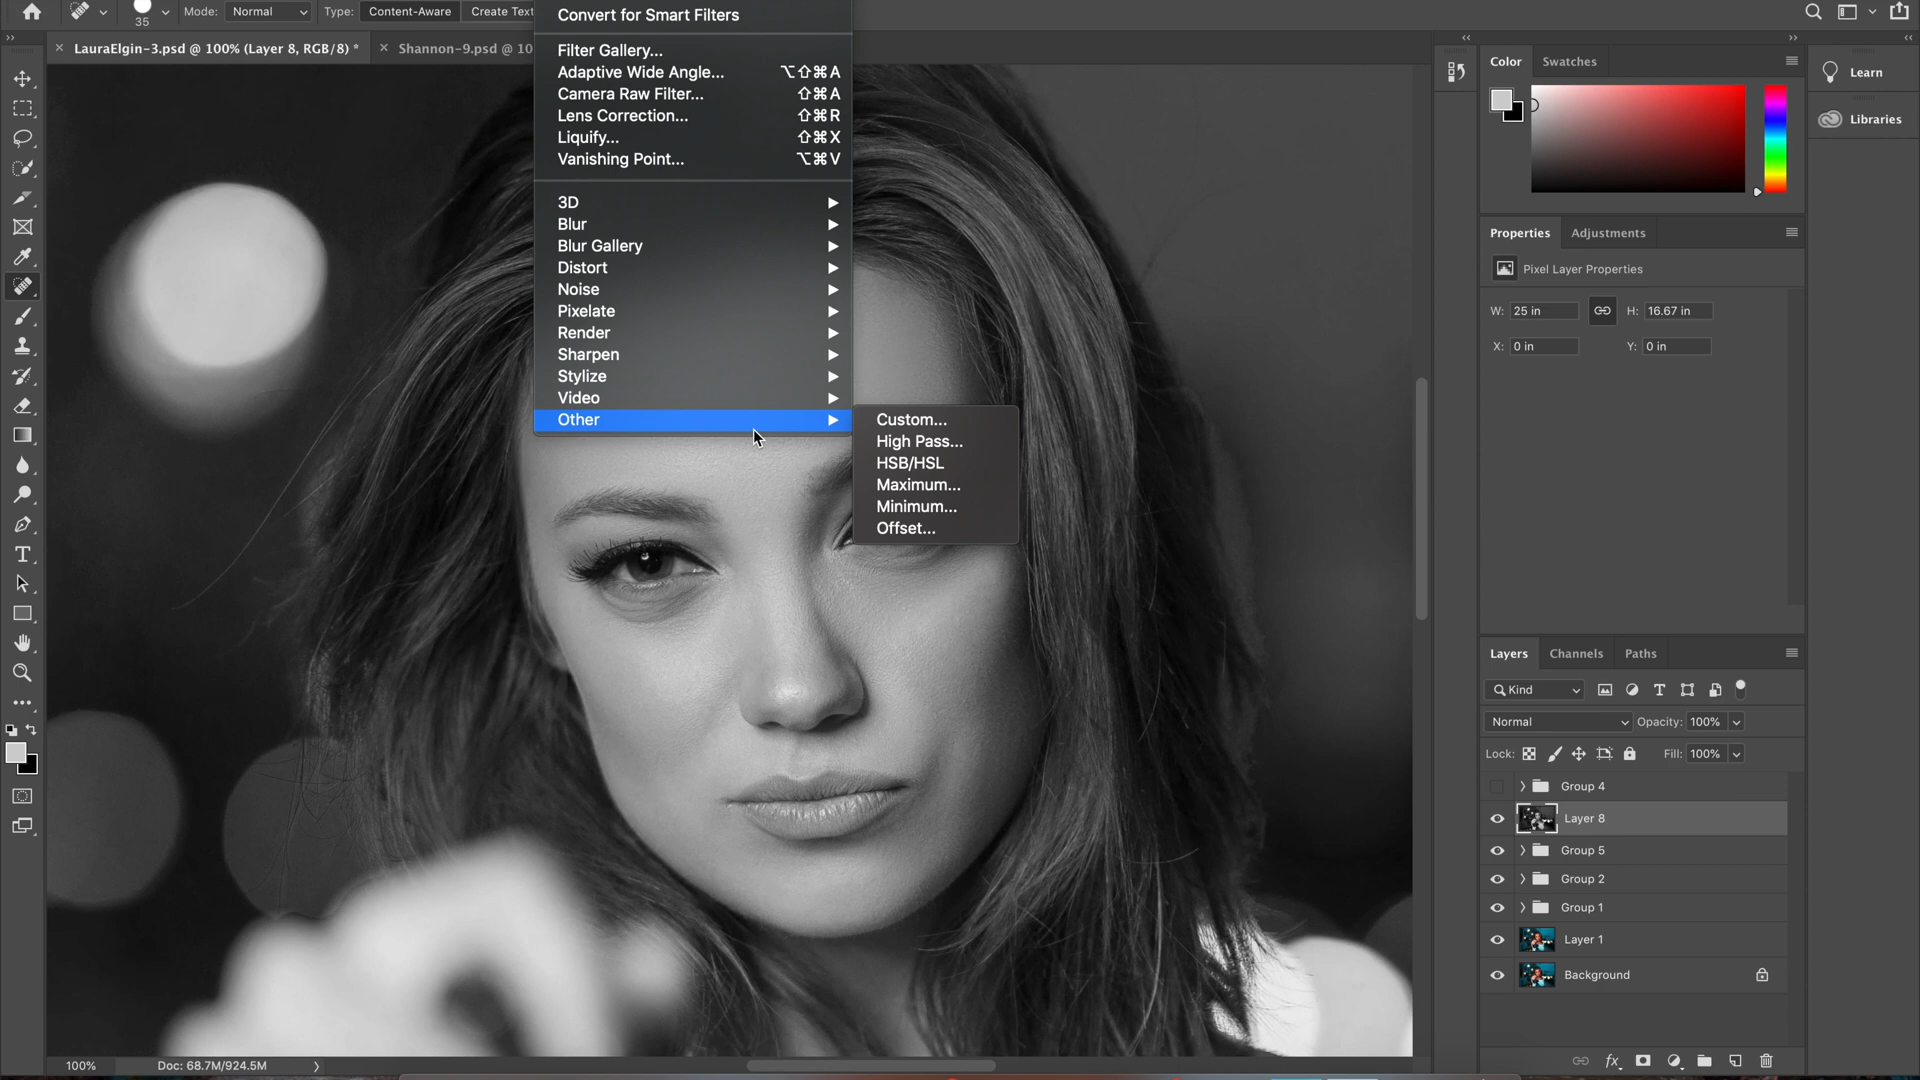 35
Mode:
Normal
Type:
Content-Aware
Create Text
LauraElgin-3.psd @ 100% (Layer 8, RGB/8) *
Shannon-9.psd @ 10
Convert for Smart Filters
Filter Gallery...
Adaptive Wide Angle... ⌥⇧⌘A
Camera Raw Filter... ⇧⌘A
Lens Correction... ⇧⌘R
Liquify... ⇧⌘X
Vanishing Point... ⌥⌘V
3D
Blur
Blur Gallery
Distort
Noise
Pixelate
Render
Sharpen
Stylize
Video
Other
Custom...
High Pass...
HSB/HSL
Maximum...
Minimum...
Offset...
Color
Swatches
Learn
Libraries
Properties
Adjustments
Pixel Layer Properties
W: 25 in
H: 16.67 in
X: 0 in
Y: 0 in
Layers
Channels
Paths
Kind
Normal
Opacity: 100%
Lock:
Fill: 100%
Group 4
Layer 8
Group 5
Group 2
Group 1
Layer 1
Background
fx
100%
Doc: 68.7M/924.5M